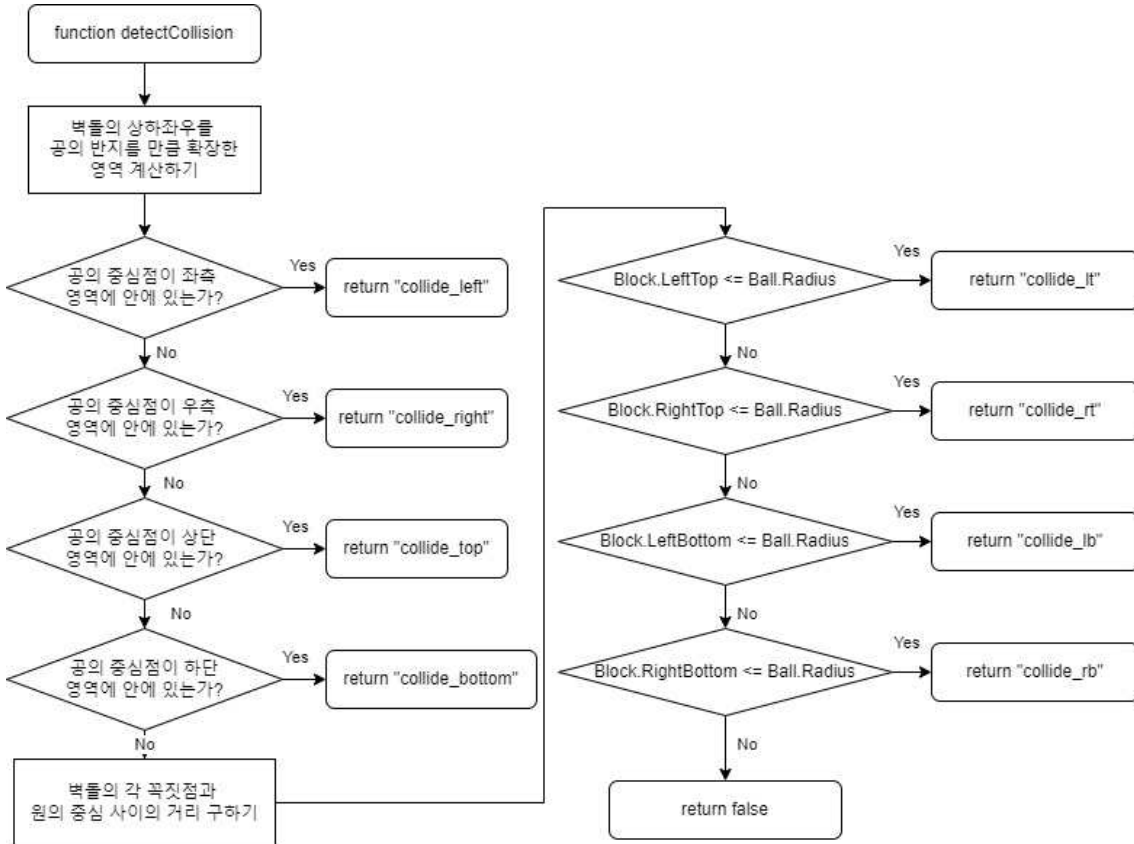 function detectCollision
벽돌의 상하좌우를
공의 반지름 만큼 확장한
영역 계산하기
공의 중심점이 좌측
영역에 안에 있는가?
Yes
return "collide_left"
No
공의 중심점이 우측
영역에 안에 있는가?
Yes
return "collide_right"
No
공의 중심점이 상단
영역에 안에 있는가?
Yes
return "collide_top"
No
공의 중심점이 하단
영역에 안에 있는가?
Yes
return "collide_bottom"
No
벽돌의 각 꼭짓점과
원의 중심 사이의 거리 구하기
Block.LeftTop <= Ball.Radius
Yes
return "collide_lt"
No
Block.RightTop <= Ball.Radius
Yes
return "collide_rt"
No
Block.LeftBottom <= Ball.Radius
Yes
return "collide_lb"
No
Block.RightBottom <= Ball.Radius
Yes
return "collide_rb"
No
return false